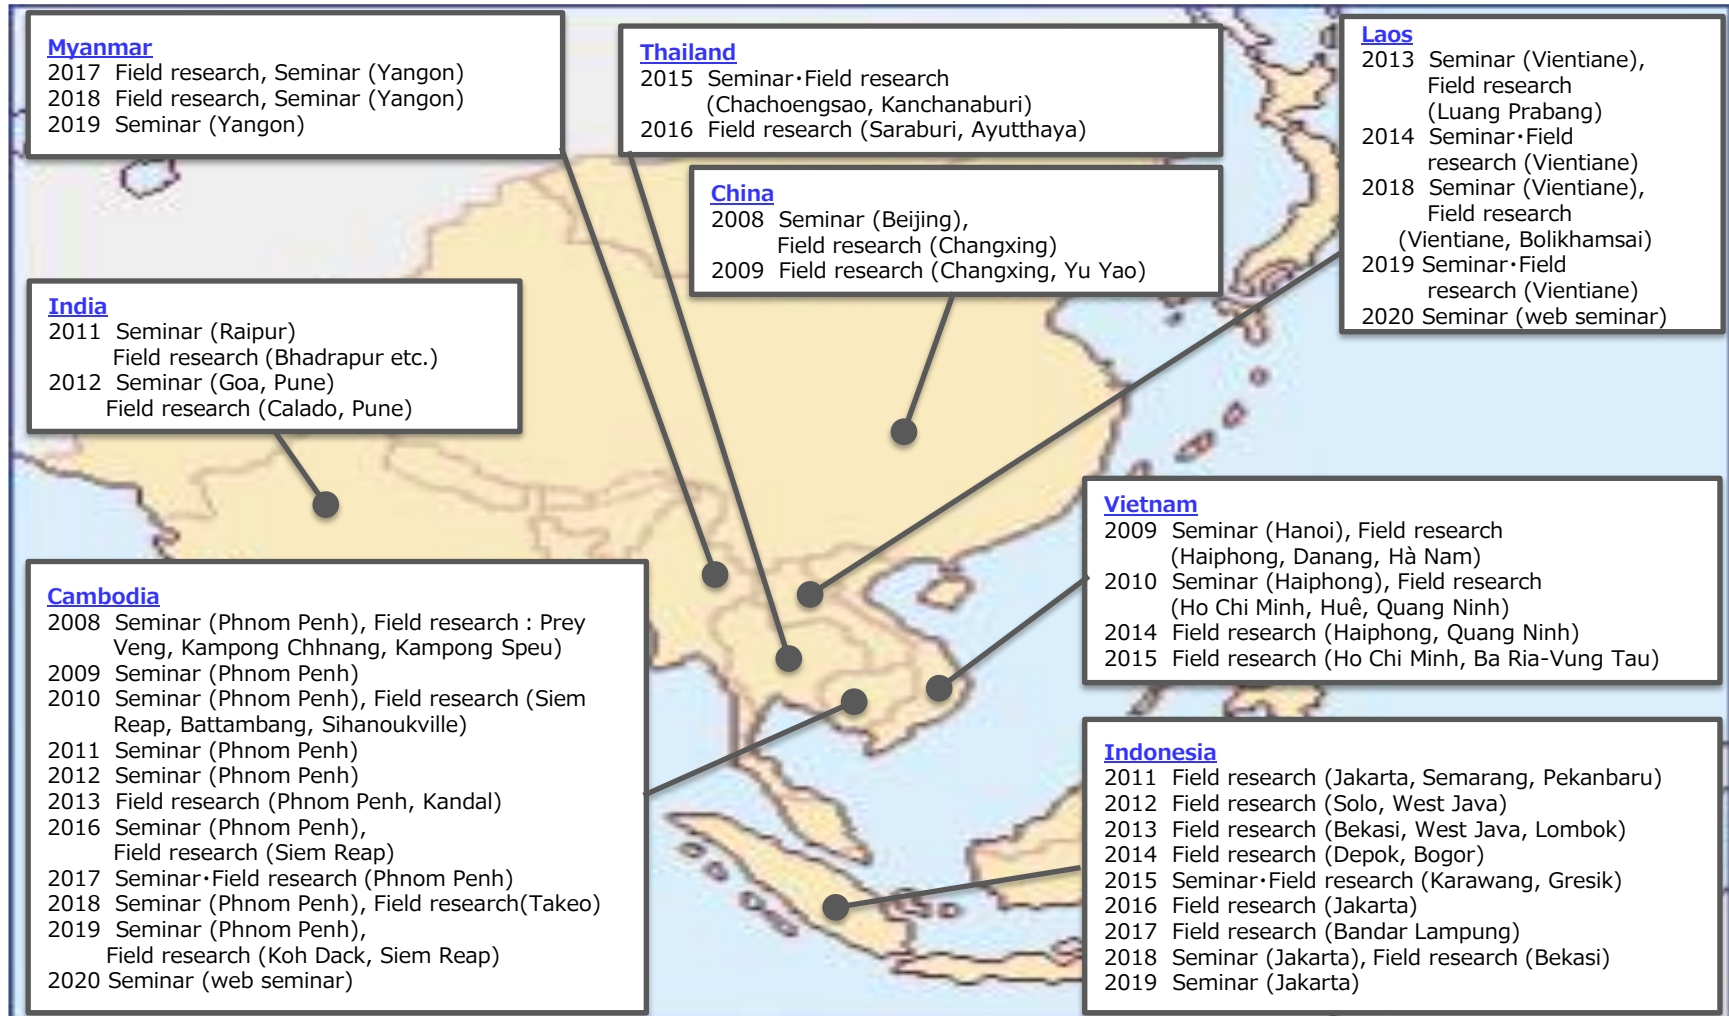 Myanmar
2017 Field research, Seminar (Yangon)
2018 Field research, Seminar (Yangon)
2019 Seminar (Yangon)
Thailand
2015 Seminar・Field research
(Chachoengsao, Kanchanaburi)
2016 Field research (Saraburi, Ayutthaya)
Laos
2013 Seminar (Vientiane),
Field research
(Luang Prabang)
2014 Seminar・Field
research (Vientiane)
2018 Seminar (Vientiane),
Field research
(Vientiane, Bolikhamsai)
2019 Seminar・Field
research (Vientiane)
2020 Seminar (web seminar)
China
2008 Seminar (Beijing),
Field research (Changxing)
2009 Field research (Changxing, Yu Yao)
India
2011 Seminar (Raipur)
Field research (Bhadrapur etc.)
2012 Seminar (Goa, Pune)
Field research (Calado, Pune)
Vietnam
2009 Seminar (Hanoi), Field research
(Haiphong, Danang, Hà Nam)
2010 Seminar (Haiphong), Field research
(Ho Chi Minh, Huê, Quang Ninh)
2014 Field research (Haiphong, Quang Ninh)
2015 Field research (Ho Chi Minh, Ba Ria-Vung Tau)
Cambodia
2008 Seminar (Phnom Penh), Field research : Prey
Veng, Kampong Chhnang, Kampong Speu)
2009 Seminar (Phnom Penh)
2010 Seminar (Phnom Penh), Field research (Siem
Reap, Battambang, Sihanoukville)
2011 Seminar (Phnom Penh)
2012 Seminar (Phnom Penh)
2013 Field research (Phnom Penh, Kandal)
2016 Seminar (Phnom Penh),
Field research (Siem Reap)
2017 Seminar・Field research (Phnom Penh)
2018 Seminar (Phnom Penh), Field research(Takeo)
2019 Seminar (Phnom Penh),
Field research (Koh Dack, Siem Reap)
2020 Seminar (web seminar)
Indonesia
2011 Field research (Jakarta, Semarang, Pekanbaru)
2012 Field research (Solo, West Java)
2013 Field research (Bekasi, West Java, Lombok)
2014 Field research (Depok, Bogor)
2015 Seminar・Field research (Karawang, Gresik)
2016 Field research (Jakarta)
2017 Field research (Bandar Lampung)
2018 Seminar (Jakarta), Field research (Bekasi)
2019 Seminar (Jakarta)